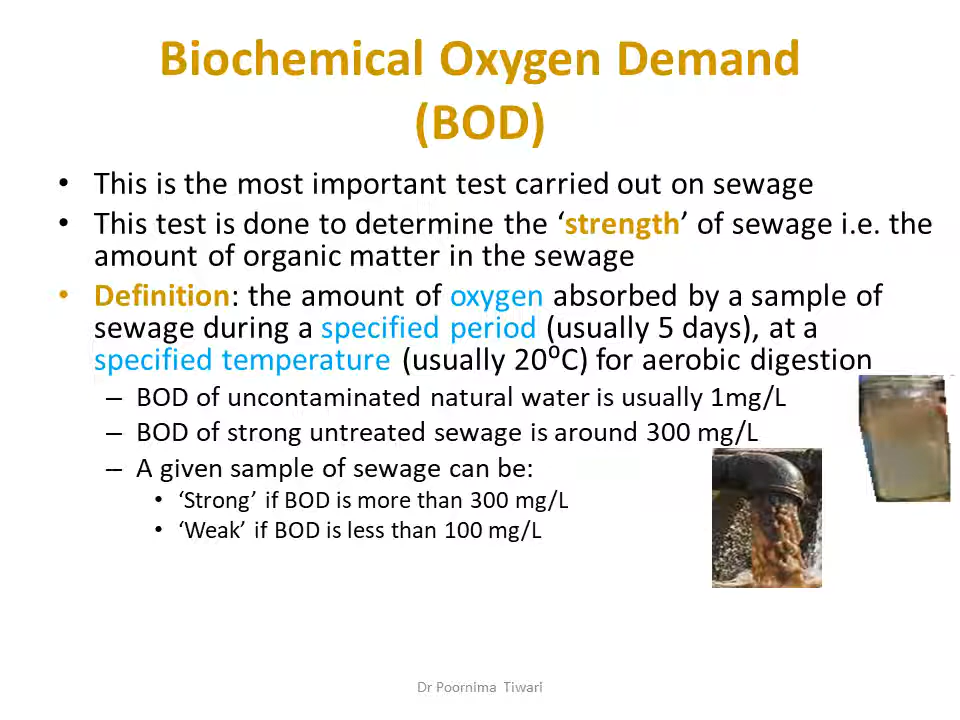 Biochemical Oxygen Demand
(BOD)
• This is the most important test carried out on sewage
• This test is done to determine the ‘strength’ of sewage i.e. the
amount of organic matter in the sewage
• Definition: the amount of oxygen absorbed by a sample of
sewage during a specified period (usually 5 days), at a
specified temperature (usually 20⁰C) for aerobic digestion
– BOD of uncontaminated natural water is usually 1mg/L
– BOD of strong untreated sewage is around 300 mg/L
– A given sample of sewage can be:
• ‘Strong’ if BOD is more than 300 mg/L
• ‘Weak’ if BOD is less than 100 mg/L
Dr Poornima Tiwari